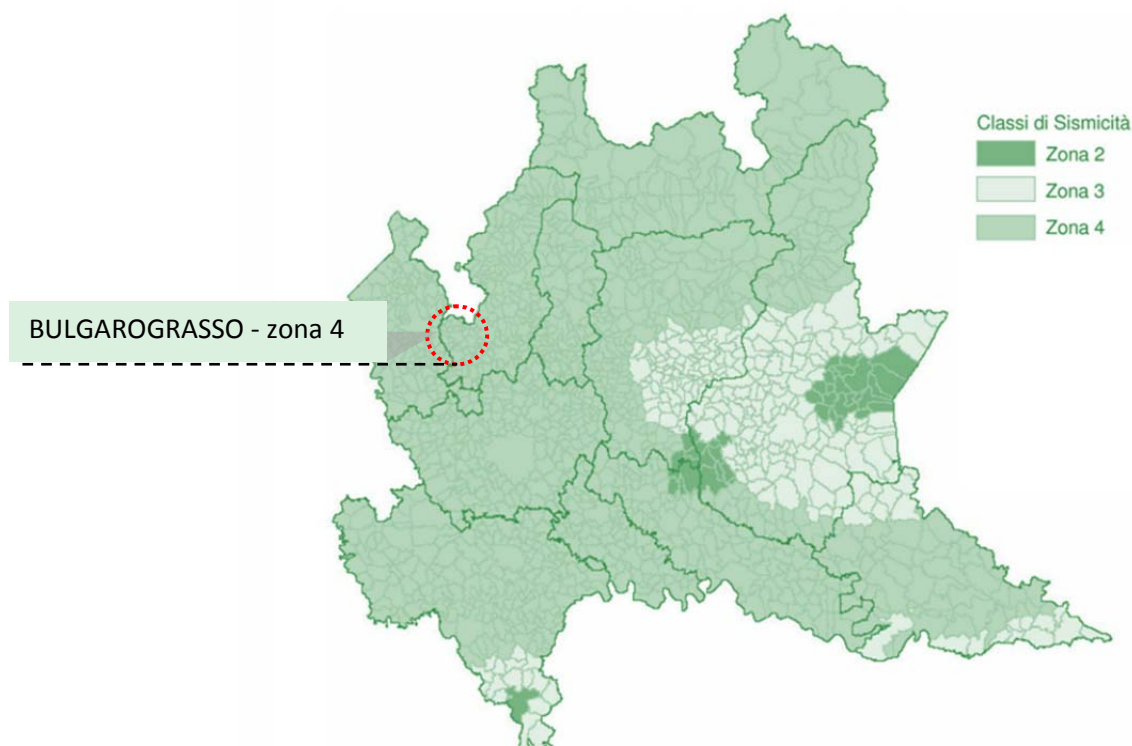 Classi di Sismicità
Zona 2
Zona 3
Zona 4
BULGAROGRASSO - zona 4